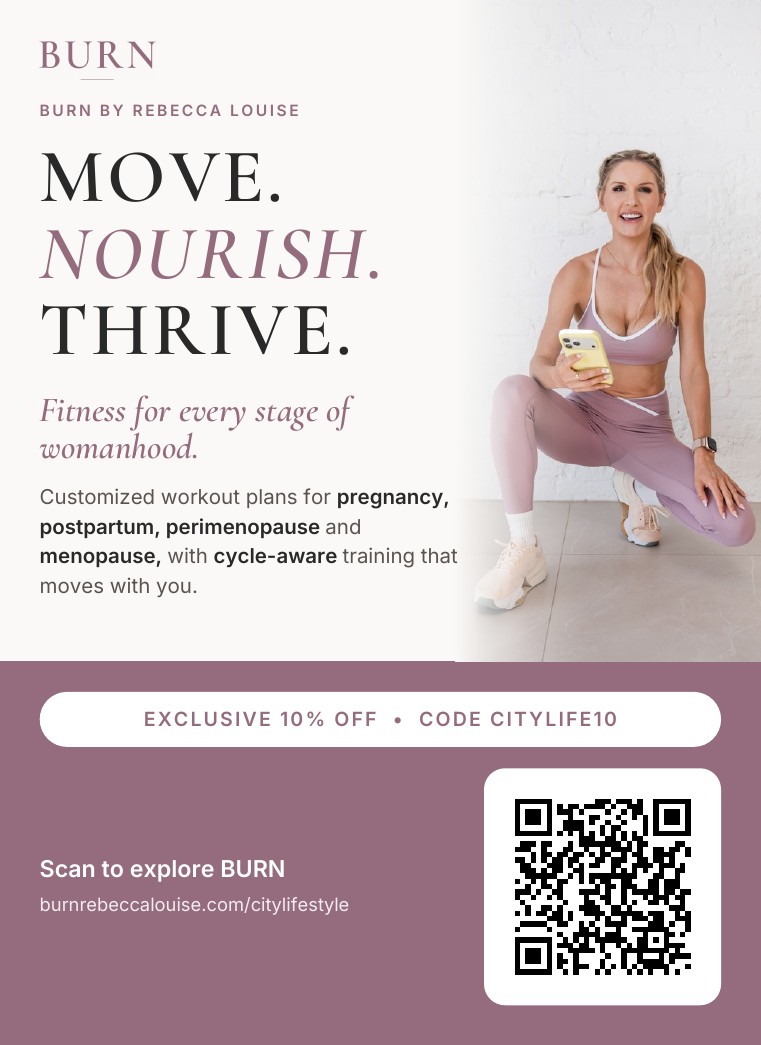 BURN
BURN BY REBECCA LOUISE
MOVE.
NOURISH.
THRIVE.
Fitness for every stage of
womanhood.
Customized workout plans for pregnancy,
postpartum, perimenopause and
menopause, with cycle-aware training that
moves with you.
EXCLUSIVE 10% OFF • CODE CITYLIFE10
Scan to explore BURN
burnrebeccalouise.com/citylifestyle